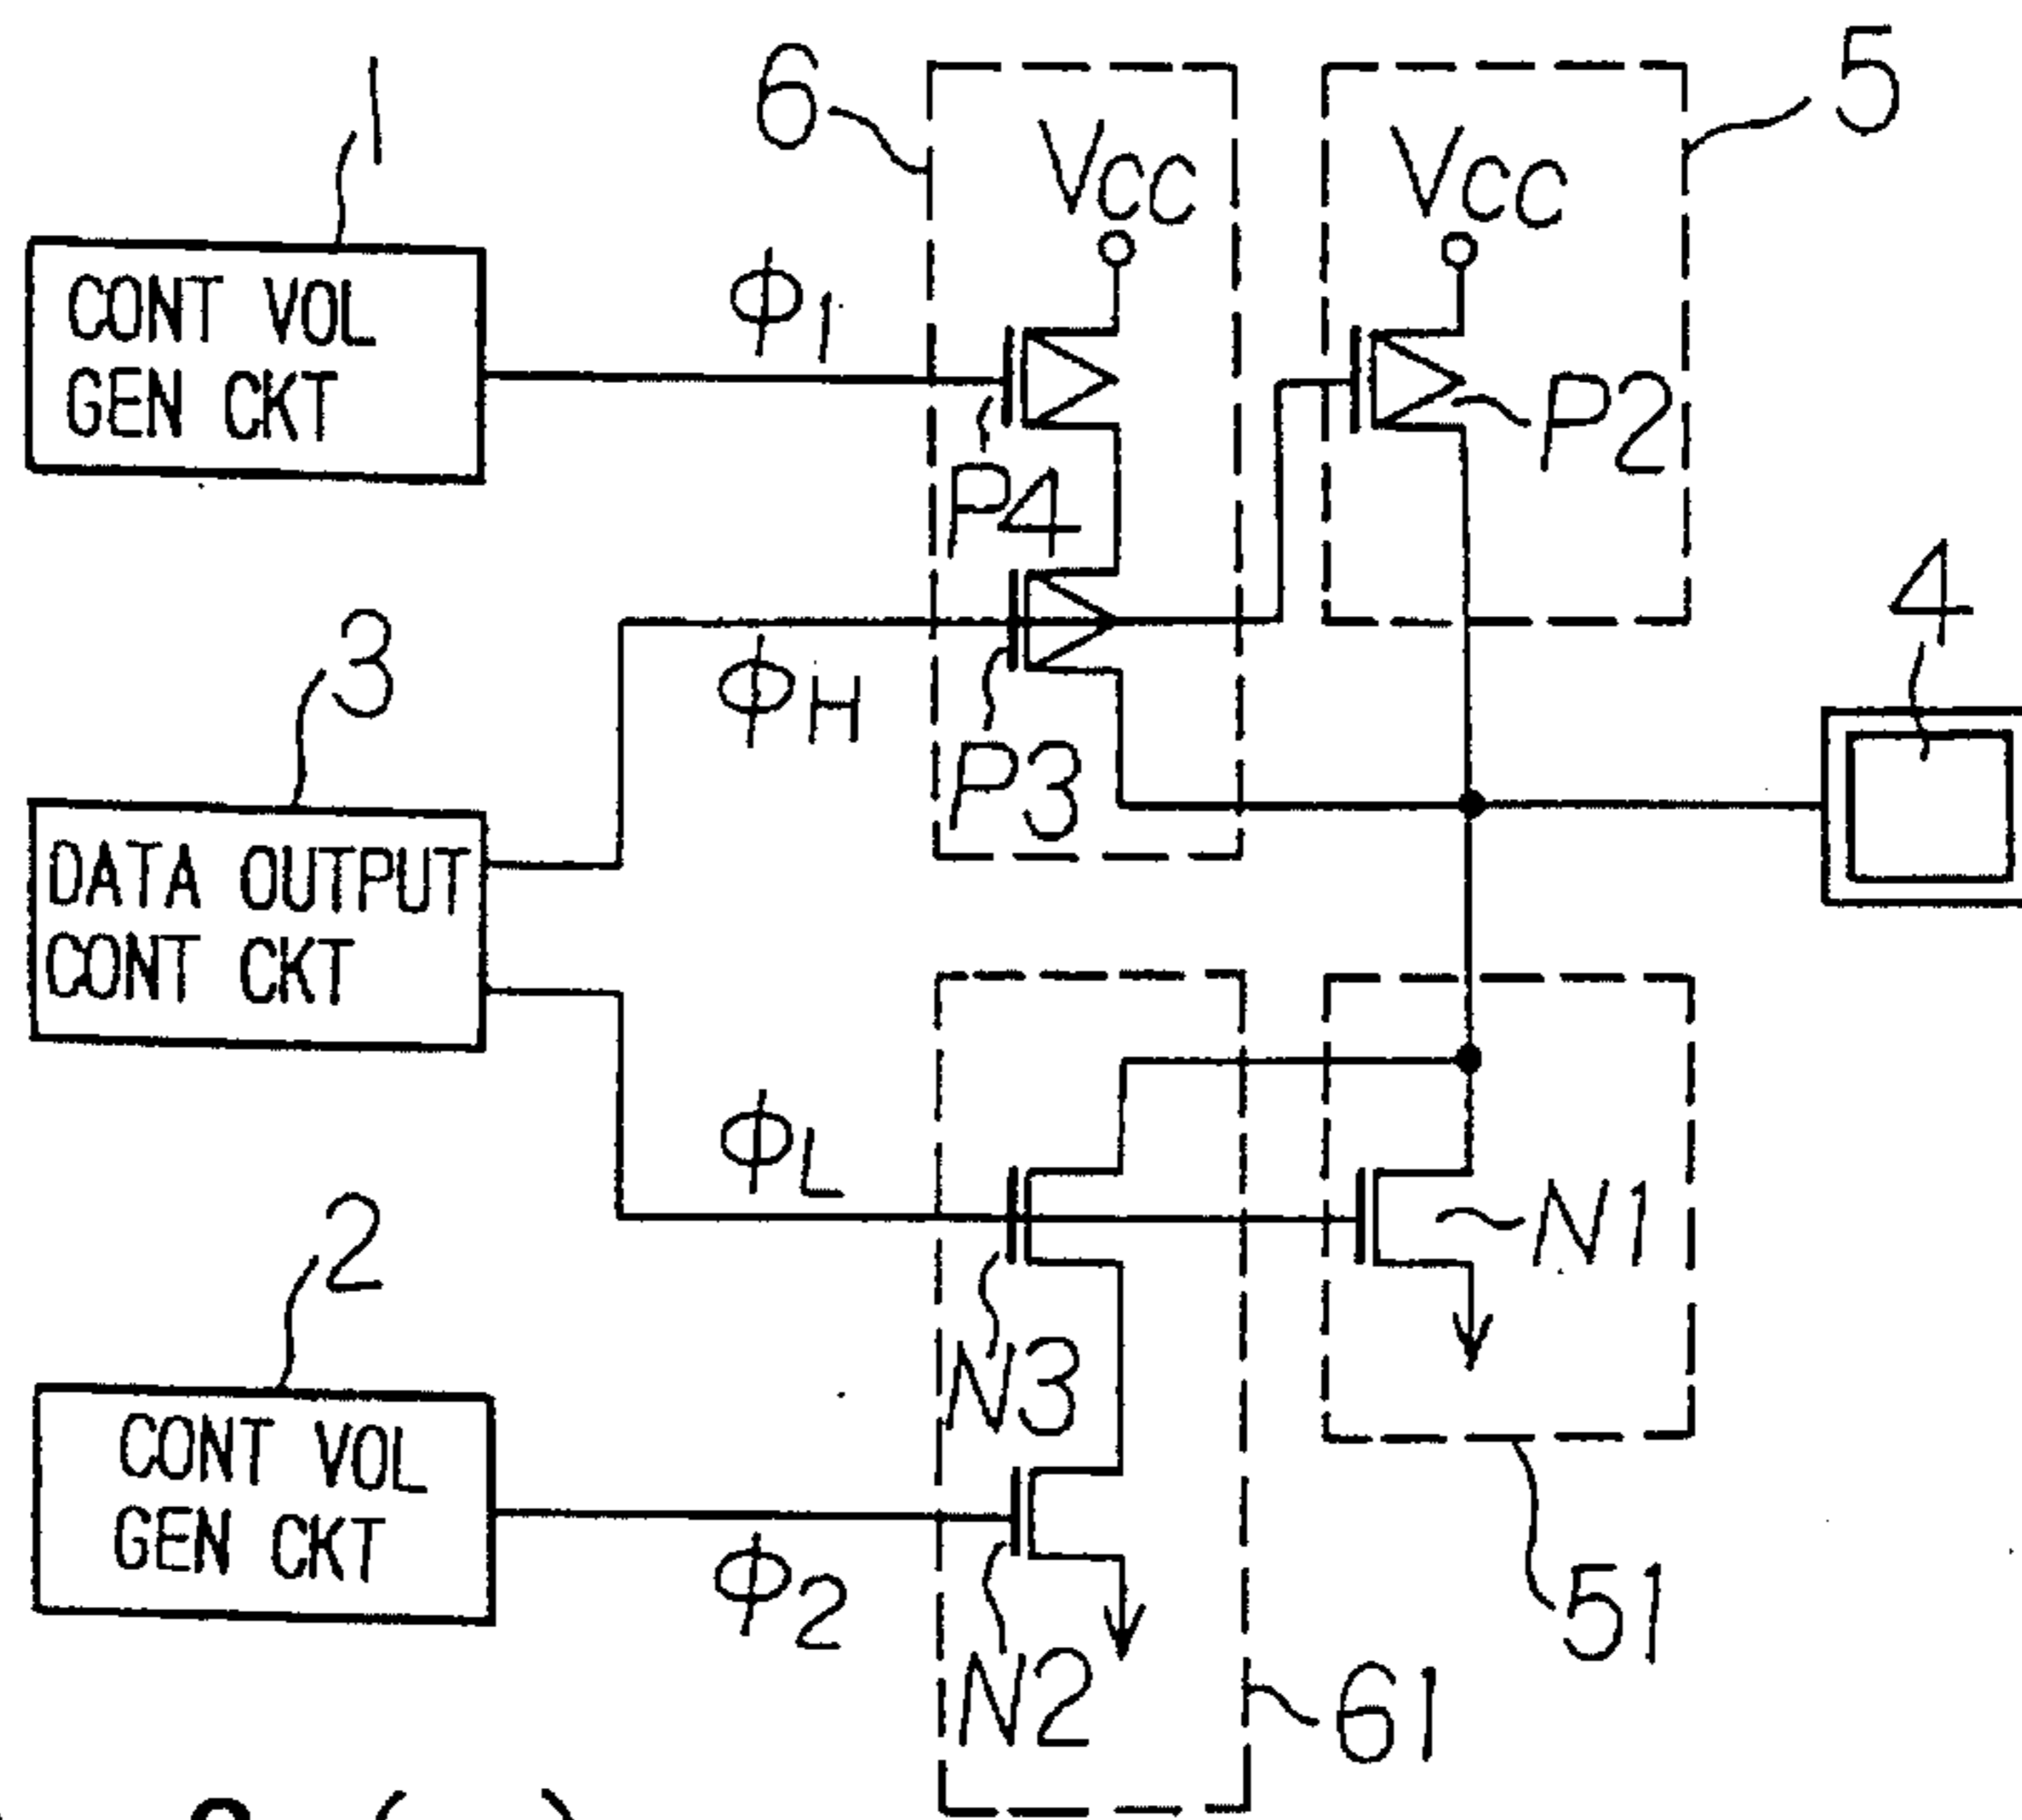 1
6
5
VCC
VCC
CONT VOL
GEN CKT
φ1
P2
P4
4
3
φH
P3
DATA OUTPUT
CONT CKT
φL
N1
2
N3
CONT VOL
GEN CKT
φ2
51
N2
61